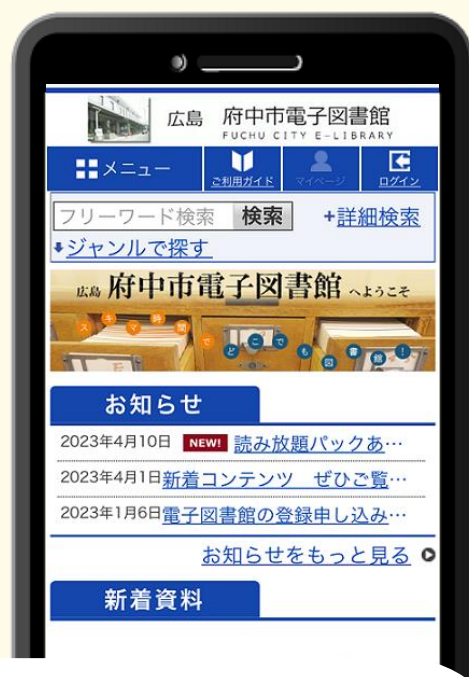 広島 府中市電子図書館
FUCHU CITY E-LIBRARY
メニュー ご利用ガイド マイページ ログイン
フリーワード検索 検索 +詳細検索
ジャンルで探す
広島 府中市電子図書館 へようこそ
スキマ時間でどこでも図書館！
お知らせ
2023年4月10日 NEW! 読み放題パックあ…
2023年4月1日新着コンテンツ ぜひご覧…
2023年1月6日電子図書館の登録申し込み…
お知らせをもっと見る
新着資料